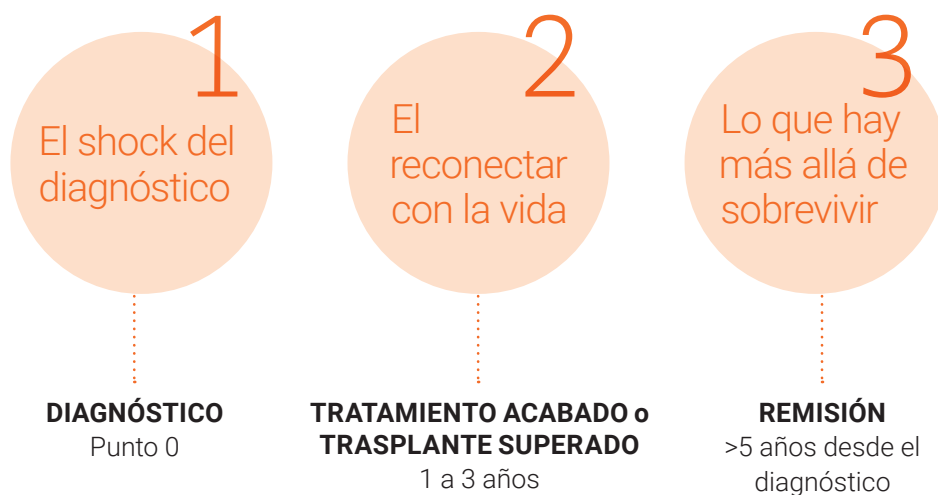 1
El shock del
diagnóstico
DIAGNÓSTICO
Punto 0
2
El
reconectar
con la vida
TRATAMIENTO ACABADO o
TRASPLANTE SUPERADO
1 a 3 años
3
Lo que hay
más allá de
sobrevivir
REMISIÓN
>5 años desde el
diagnóstico